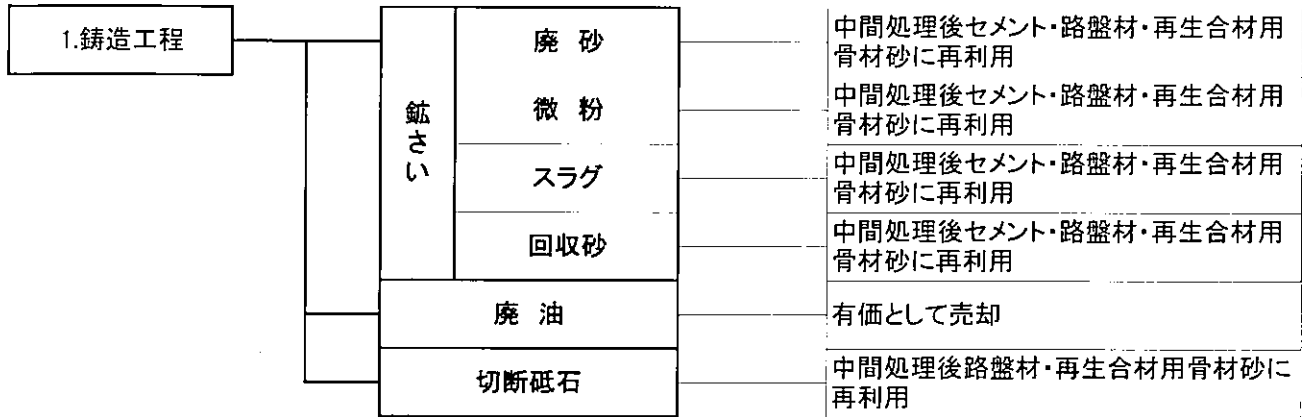 1.鋳造工程
鉱さい
廃 砂
中間処理後セメント・路盤材・再生合材用
骨材砂に再利用
微 粉
中間処理後セメント・路盤材・再生合材用
骨材砂に再利用
スラグ
中間処理後セメント・路盤材・再生合材用
骨材砂に再利用
回収砂
中間処理後セメント・路盤材・再生合材用
骨材砂に再利用
廃 油
有価として売却
切断砥石
中間処理後路盤材・再生合材用骨材砂に
再利用